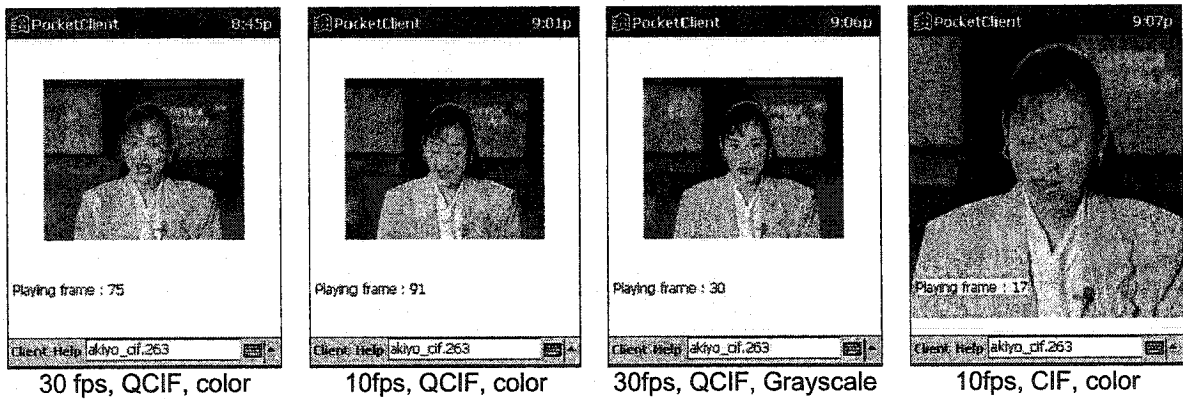 PocketClient 8:45p
Playing frame : 75
Client Help akiyo_cif.263
30 fps, QCIF, color
PocketClient 9:01p
Playing frame : 91
Client Help akiyo_cif.263
10fps, QCIF, color
PocketClient 9:06p
Playing frame : 30
Client Help akiyo_cif.263
30fps, QCIF, Grayscale
PocketClient 9:07p
Playing frame : 17
Client Help akiyo_cif.263
10fps, CIF, color